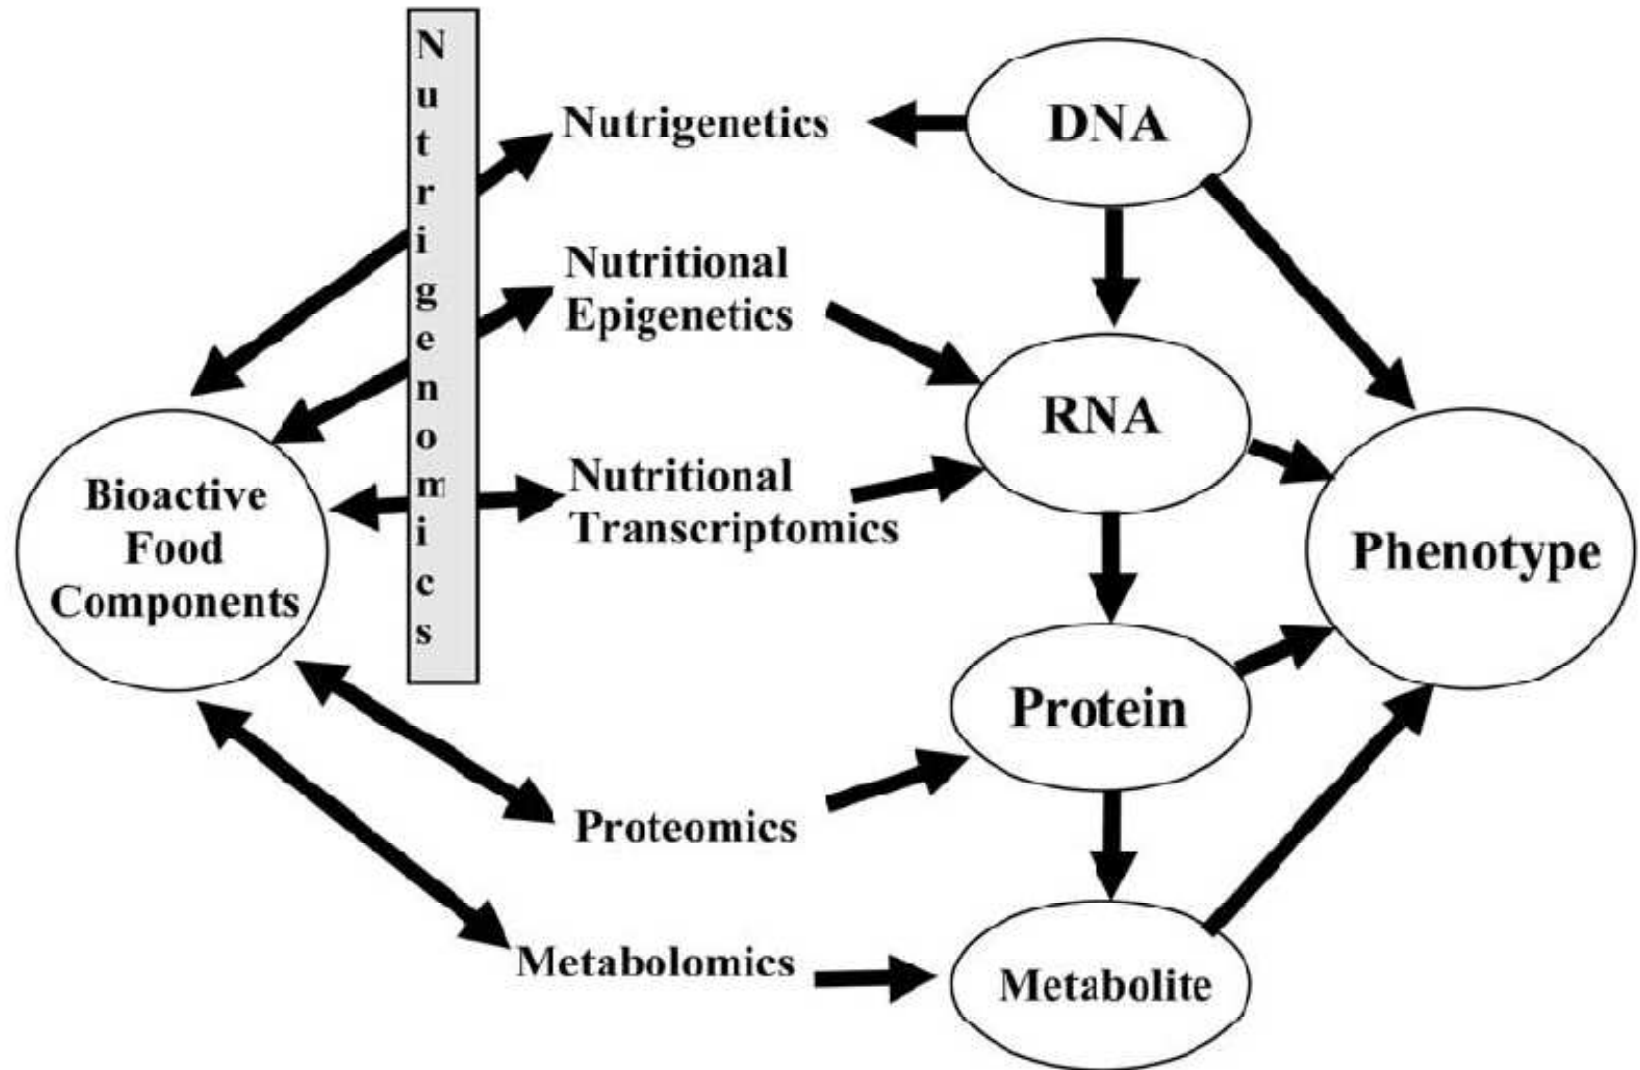 Nutrigenomics
Nutrigenetics
DNA
Nutritional
Epigenetics
RNA
Nutritional
Transcriptomics
Bioactive
Food
Components
Phenotype
Protein
Proteomics
Metabolomics
Metabolite